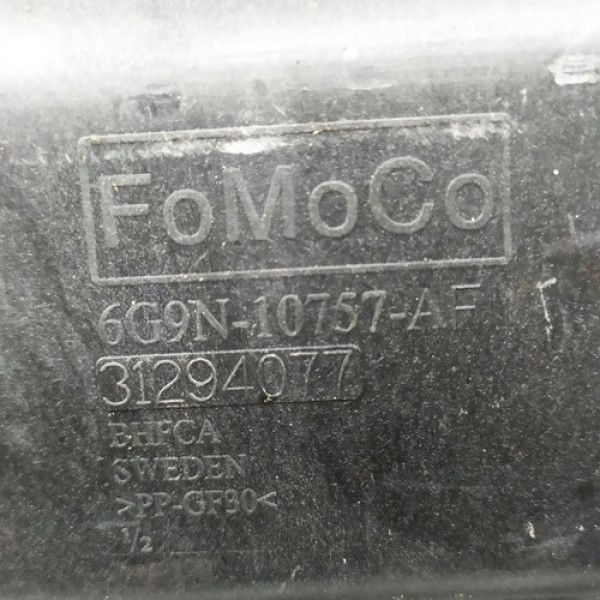 FoMoCo
6G9N-10757-AF
31294077
BHFCA
SWEDEN
>PP-GF30<
1/2